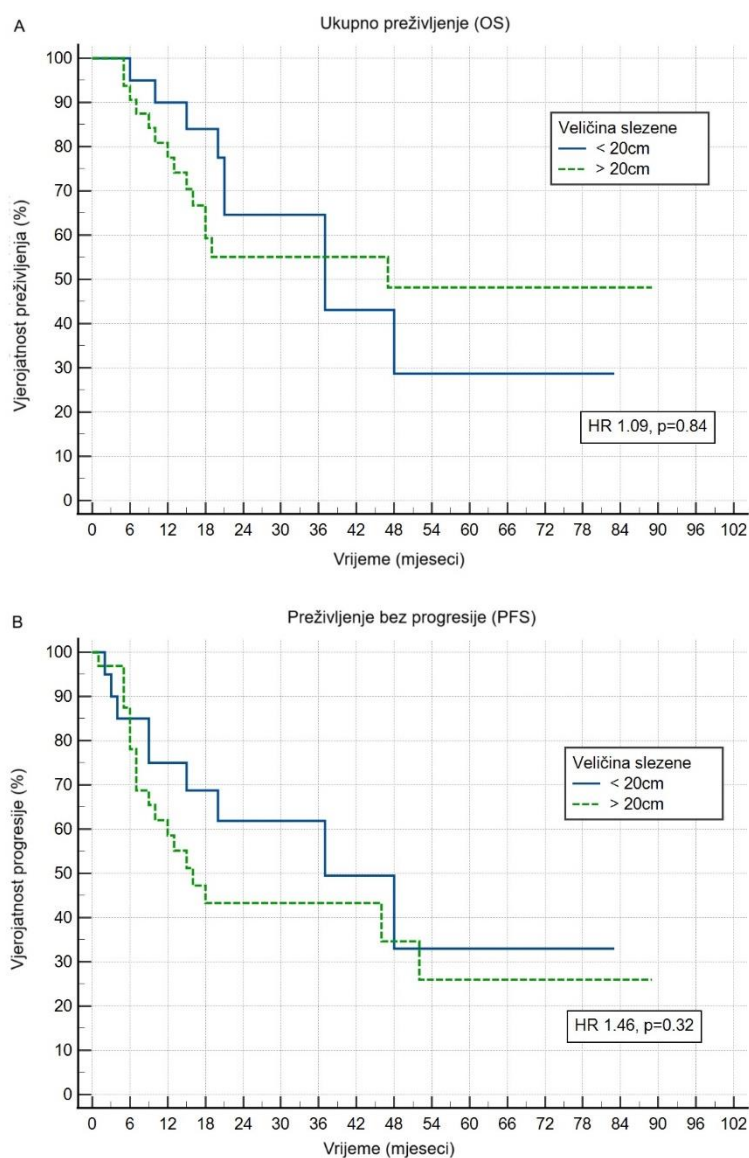 A
Ukupno preživljenje (OS)
Vjerojatnost preživljenja (%)
100
90
80
70
60
50
40
30
20
10
0
Veličina slezene
< 20cm
> 20cm
HR 1.09, p=0.84
0 6 12 18 24 30 36 42 48 54 60 66 72 78 84 90 96 102
Vrijeme (mjeseci)
B
Preživljenje bez progresije (PFS)
Vjerojatnost progresije (%)
100
90
80
70
60
50
40
30
20
10
0
Veličina slezene
< 20cm
> 20cm
HR 1.46, p=0.32
0 6 12 18 24 30 36 42 48 54 60 66 72 78 84 90 96 102
Vrijeme (mjeseci)